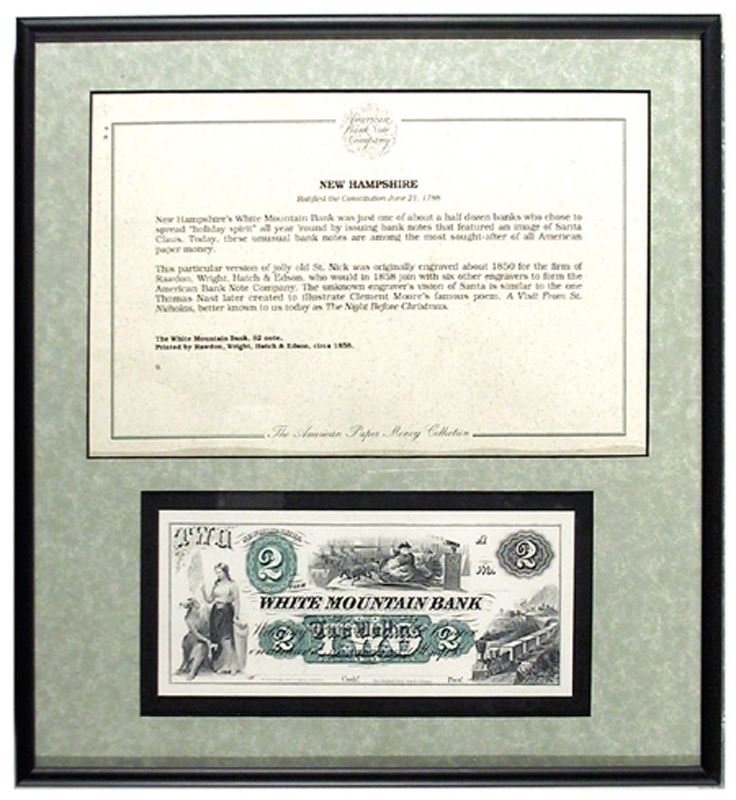 American
Bank Note
Company
NEW HAMPSHIRE
Ratified the Constitution June 21, 1788
New Hampshire's White Mountain Bank was just one of about a half dozen banks who chose to
spread "holiday spirit" all year 'round by issuing bank notes that featured an image of Santa
Claus. Today, these unusual bank notes are among the most sought-after of all American
paper money.
This particular version of jolly old St. Nick was originally engraved about 1850 for the firm of
Rawdon, Wright, Hatch & Edson, who would in 1858 join with six other engravers to form the
American Bank Note Company. The unknown engraver's vision of Santa is similar to the one
Thomas Nast later created to illustrate Clement Moore's famous poem, A Visit From St.
Nicholas, better known to us today as The Night Before Christmas.
The White Mountain Bank, $2 note,
Printed by Rawdon, Wright, Hatch & Edson, circa 1858.
The American Paper Money Collection
TWO
2
2
WHITE MOUNTAIN BANK
2 Two Dollars 2
TWO
Cash.
Pres.